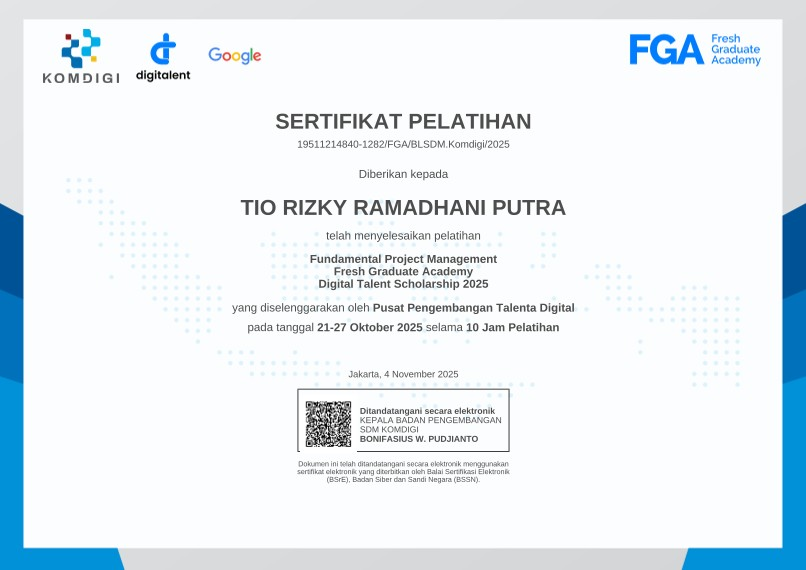 KOMDIGI
digitalent
Google
FGA Fresh Graduate Academy
SERTIFIKAT PELATIHAN
19511214840-1282/FGA/BLSDM.Komdigi/2025
Diberikan kepada
TIO RIZKY RAMADHANI PUTRA
telah menyelesaikan pelatihan
Fundamental Project Management
Fresh Graduate Academy
Digital Talent Scholarship 2025
yang diselenggarakan oleh Pusat Pengembangan Talenta Digital
pada tanggal 21-27 Oktober 2025 selama 10 Jam Pelatihan
Jakarta, 4 November 2025
Ditandatangani secara elektronik
KEPALA BADAN PENGEMBANGAN
SDM KOMDIGI
BONIFASIUS W. PUDJIANTO
Dokumen ini telah ditandatangani secara elektronik menggunakan
sertifikat elektronik yang diterbitkan oleh Balai Sertifikasi Elektronik
(BSrE), Badan Siber dan Sandi Negara (BSSN).